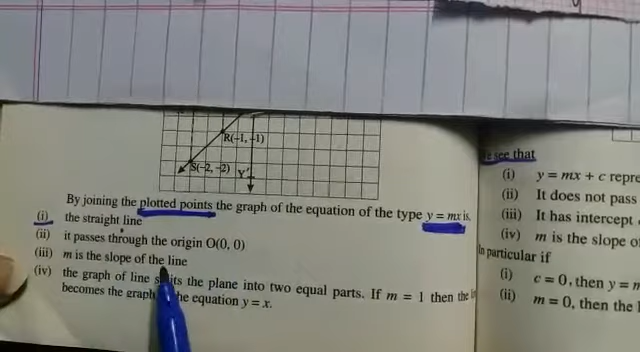 R(-1, -1)
S(-2, -2)
Y'
By joining the plotted points the graph of the equation of the type y = mx is.
(i) the straight line
(ii) it passes through the origin O(0, 0)
(iii) m is the slope of the line
(iv) the graph of line the plane into two equal parts. If m = 1 then the
becomes the graph the equation y = x.
see that
(i) y = mx + c repre
(ii) It does not pass
(iii) It has intercept
(iv) m is the slope o
In particular if
(i) c = 0, then y = m
(ii) m = 0, then the